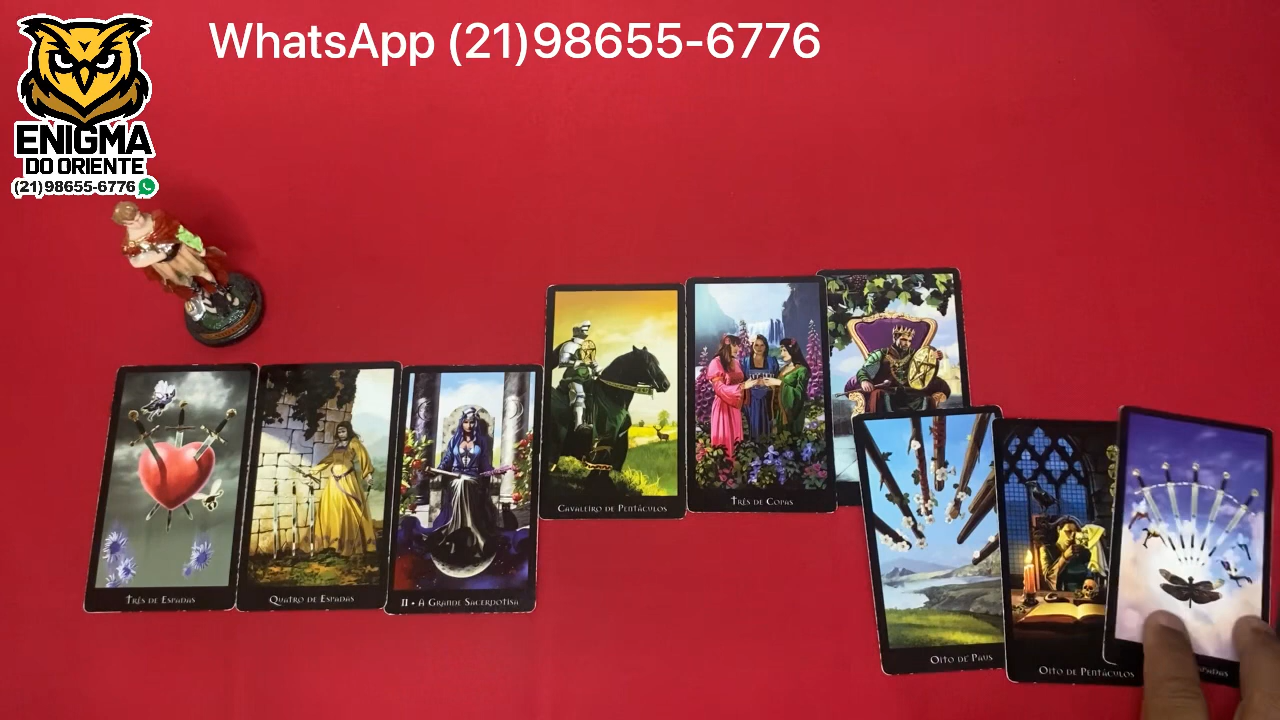 WhatsApp (21)98655-6776
ENIGMA
DO ORIENTE
(21)98655-6776
Cavaleiro de Pentáculos
Três de Copas
Três de Espadas
Quatro de Espadas
II • A Grande Sacerdotisa
Oito de Paus
Oito de Pentáculos